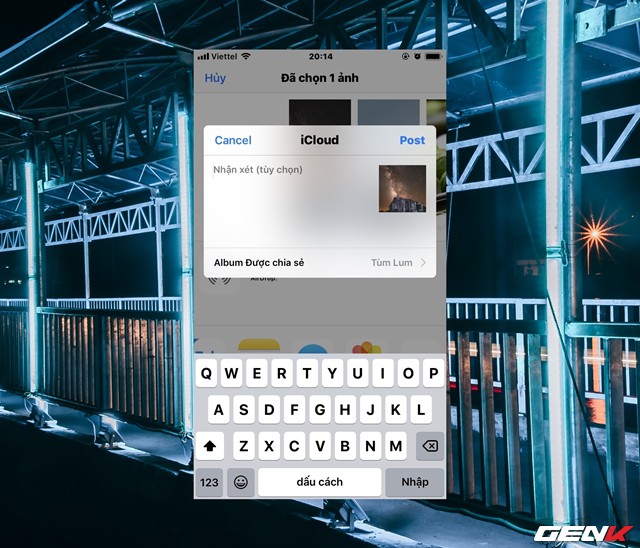 Viettel 20:14
Hủy Đã chọn 1 ảnh
Cancel iCloud Post
Nhận xét (tùy chọn)
Album Được chia sẻ Tùm Lum
AirDrop.
Q W E R T Y U I O P
A S D F G H J K L
Z X C V B N M
123 dấu cách Nhập
GENK